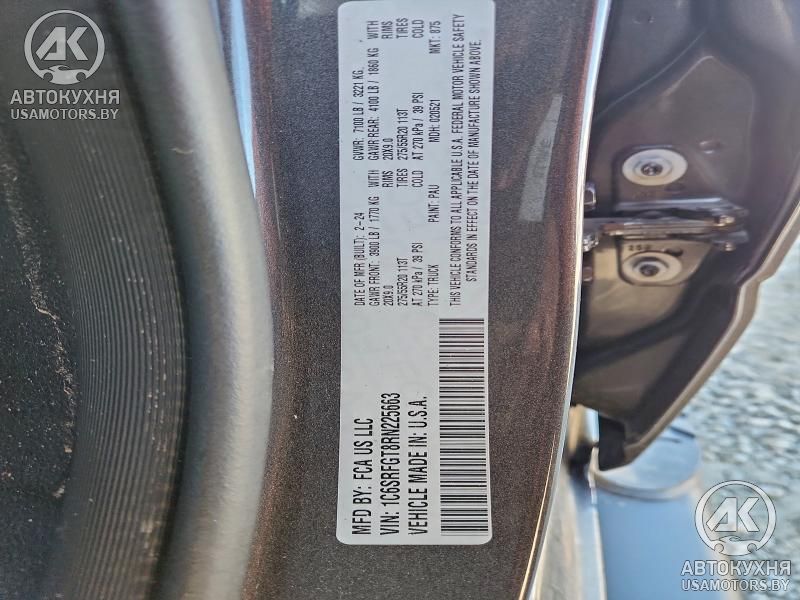 MFD BY: FCA US LLC
VIN: 1C6SRFGT8RN225663
VEHICLE MADE IN: U.S.A.
DATE OF MFR (BUILT): 2-24 GVWR: 7100 LB / 3221 KG.
GAWR FRONT: 3900 LB / 1770 KG WITH GAWR REAR: 4100 LB / 1860 KG WITH
20X9.0 RIMS 20X9.0 RIMS
275/55R20 113T TIRES 275/55R20 113T TIRES
AT 270 kPa / 39 PSI COLD AT 270 kPa / 39 PSI COLD
TYPE: TRUCK PAINT: PAU MDH: 020521 MKT: 875
THIS VEHICLE CONFORMS TO ALL APPLICABLE U.S.A. FEDERAL MOTOR VEHICLE SAFETY
STANDARDS IN EFFECT ON THE DATE OF MANUFACTURE SHOWN ABOVE.
АК
АВТОКУХНЯ
USAMOTORS.BY
АК
АВТОКУХНЯ
USAMOTORS.BY